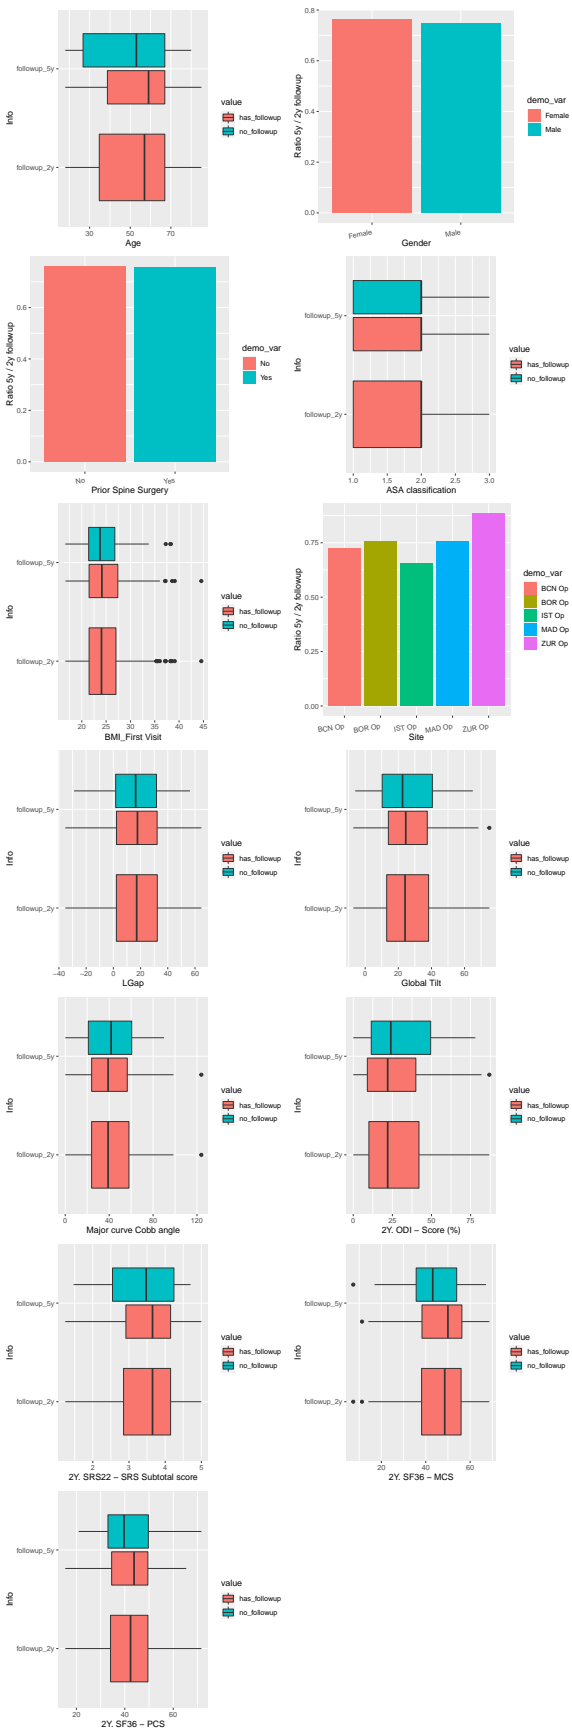 followup_5y
followup_2y
Info
30
50
70
Age
value
has_followup
no_followup
0.8
0.6
0.4
0.2
0.0
Ratio 5y / 2y followup
Female
Male
Gender
demo_var
Female
Male
0.6
0.4
0.2
0.0
Ratio 5y / 2y followup
No
Yes
Prior Spine Surgery
demo_var
No
Yes
followup_5y
followup_2y
Info
1.0
1.5
2.0
2.5
3.0
ASA classification
value
has_followup
no_followup
followup_5y
followup_2y
Info
20
25
30
35
40
45
BMI_First Visit
value
has_followup
no_followup
0.75
0.50
0.25
0.00
Ratio 5y / 2y followup
BCN Op
BOR Op
IST Op
MAD Op
ZUR Op
Site
demo_var
BCN Op
BOR Op
IST Op
MAD Op
ZUR Op
followup_5y
followup_2y
Info
−40
−20
0
20
40
60
LGap
value
has_followup
no_followup
followup_5y
followup_2y
Info
0
20
40
60
Global Tilt
value
has_followup
no_followup
followup_5y
followup_2y
Info
0
40
80
120
Major curve Cobb angle
value
has_followup
no_followup
followup_5y
followup_2y
Info
0
25
50
75
2Y. ODI − Score (%)
value
has_followup
no_followup
followup_5y
followup_2y
Info
2
3
4
5
2Y. SRS22 − SRS Subtotal score
value
has_followup
no_followup
followup_5y
followup_2y
Info
20
40
60
2Y. SF36 − MCS
value
has_followup
no_followup
followup_5y
followup_2y
Info
20
40
60
2Y. SF36 − PCS
value
has_followup
no_followup